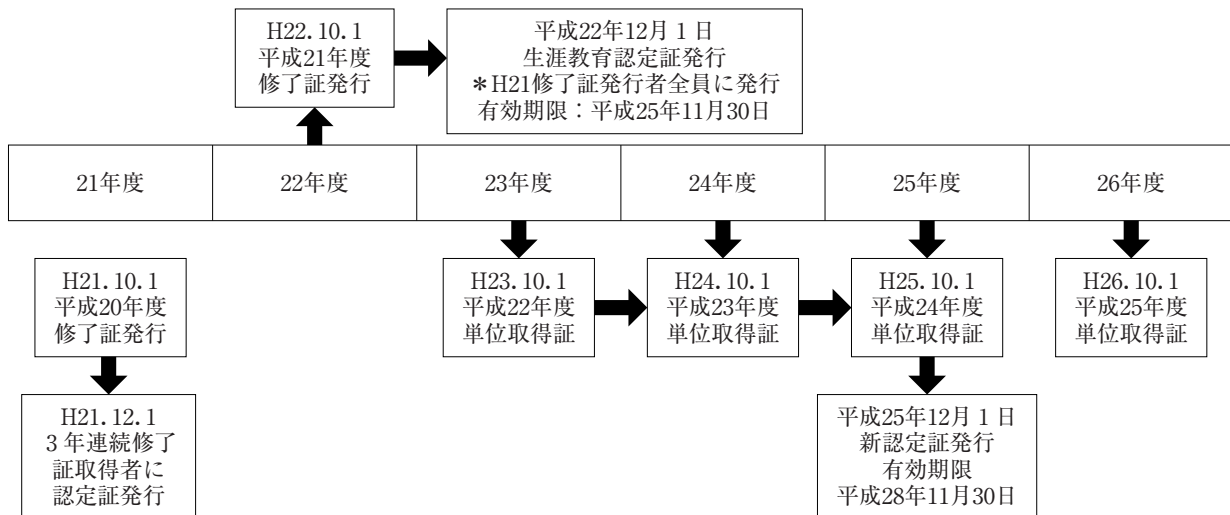 H22.10.1
平成21年度
修了証発行
平成22年12月1日
生涯教育認定証発行
＊H21修了証発行者全員に発行
有効期限：平成25年11月30日
21年度
22年度
23年度
24年度
25年度
26年度
H21.10.1
平成20年度
修了証発行
H23.10.1
平成22年度
単位取得証
H24.10.1
平成23年度
単位取得証
H25.10.1
平成24年度
単位取得証
H26.10.1
平成25年度
単位取得証
H21.12.1
3年連続修了
証取得者に
認定証発行
平成25年12月1日
新認定証発行
有効期限
平成28年11月30日